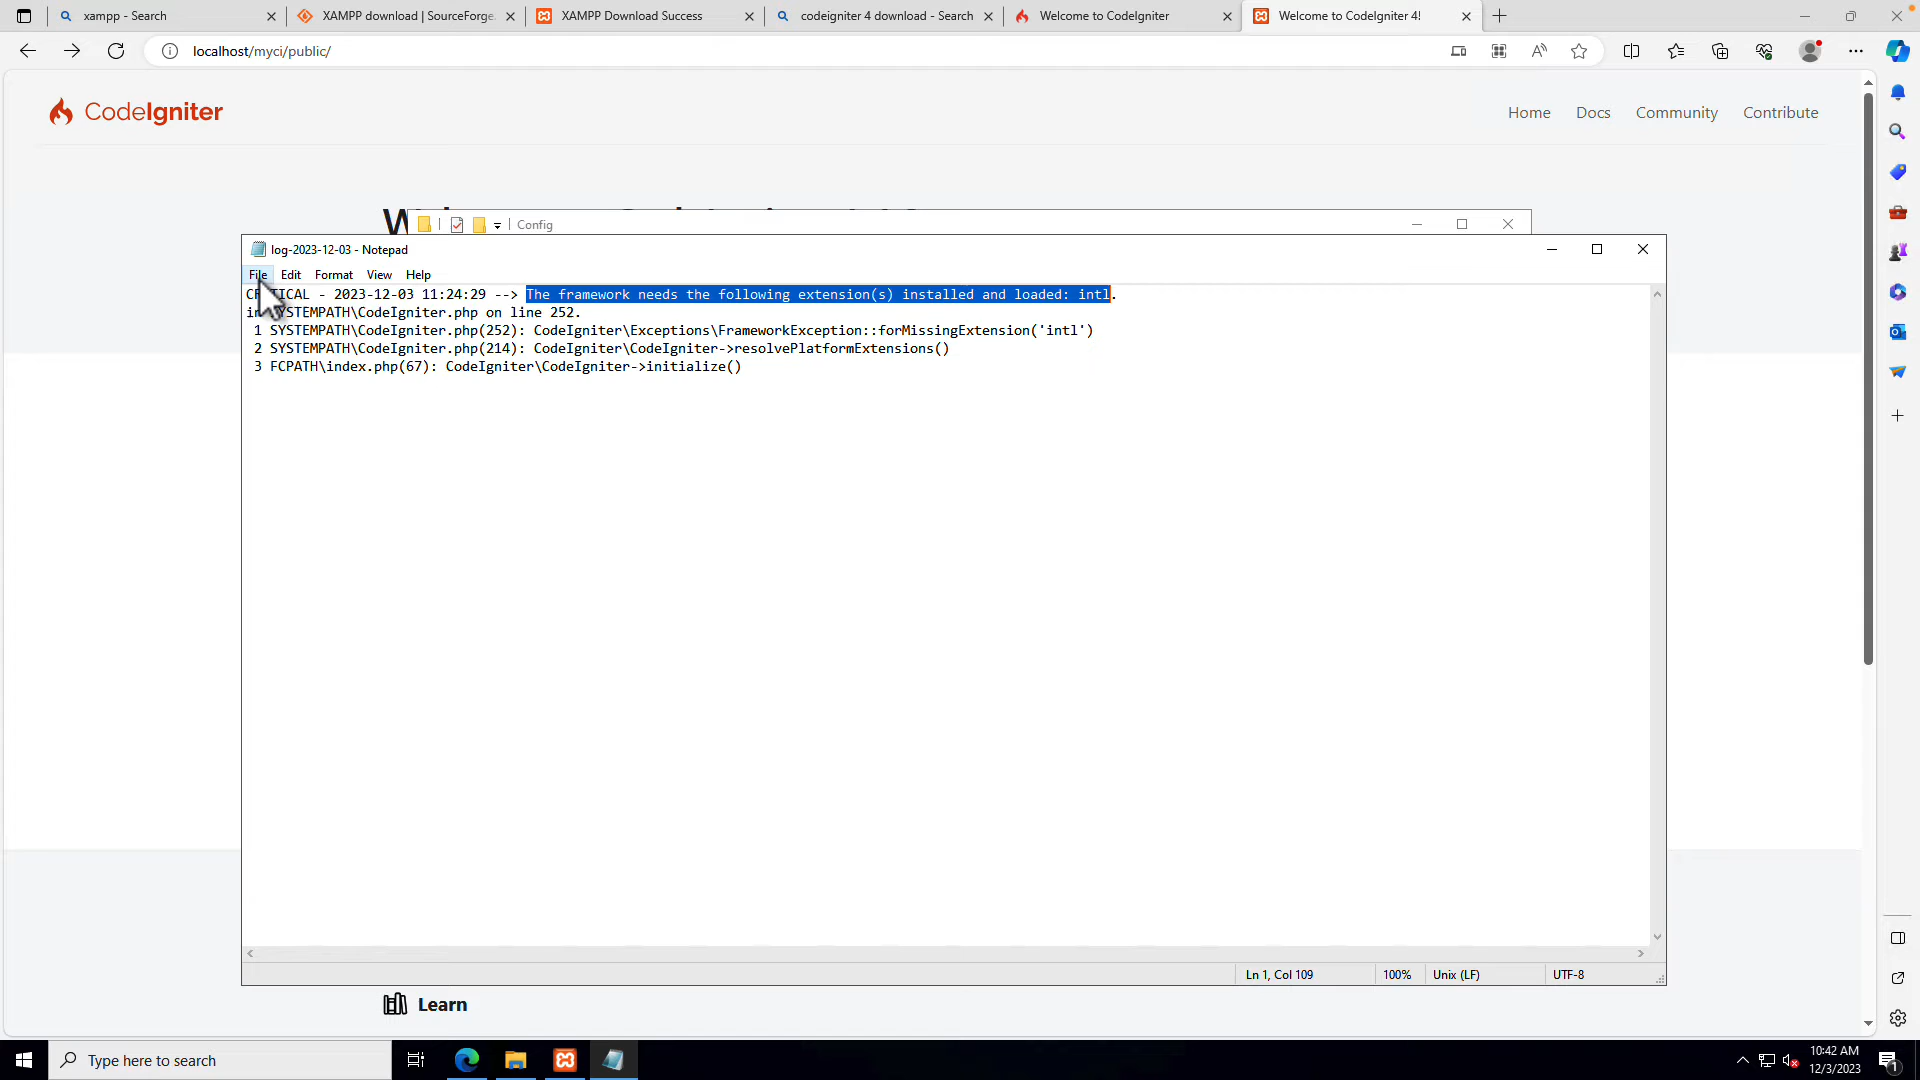 xampp - Search
XAMPP download | SourceForge.
XAMPP Download Success
codeigniter 4 download - Search
Welcome to CodeIgniter
Welcome to CodeIgniter 4!
localhost/myci/public/
CodeIgniter
Home
Docs
Community
Contribute
Config
log-2023-12-03 - Notepad
File
Edit
Format
View
Help
CRITICAL - 2023-12-03 11:24:29 --> The framework needs the following extension(s) installed and loaded: intl.
in SYSTEMPATH\CodeIgniter.php on line 252.
1 SYSTEMPATH\CodeIgniter.php(252): CodeIgniter\Exceptions\FrameworkException::forMissingExtension('intl')
2 SYSTEMPATH\CodeIgniter.php(214): CodeIgniter\CodeIgniter->resolvePlatformExtensions()
3 FCPATH\index.php(67): CodeIgniter\CodeIgniter->initialize()
Ln 1, Col 109
100%
Unix (LF)
UTF-8
Learn
Type here to search
10:42 AM
12/3/2023
1